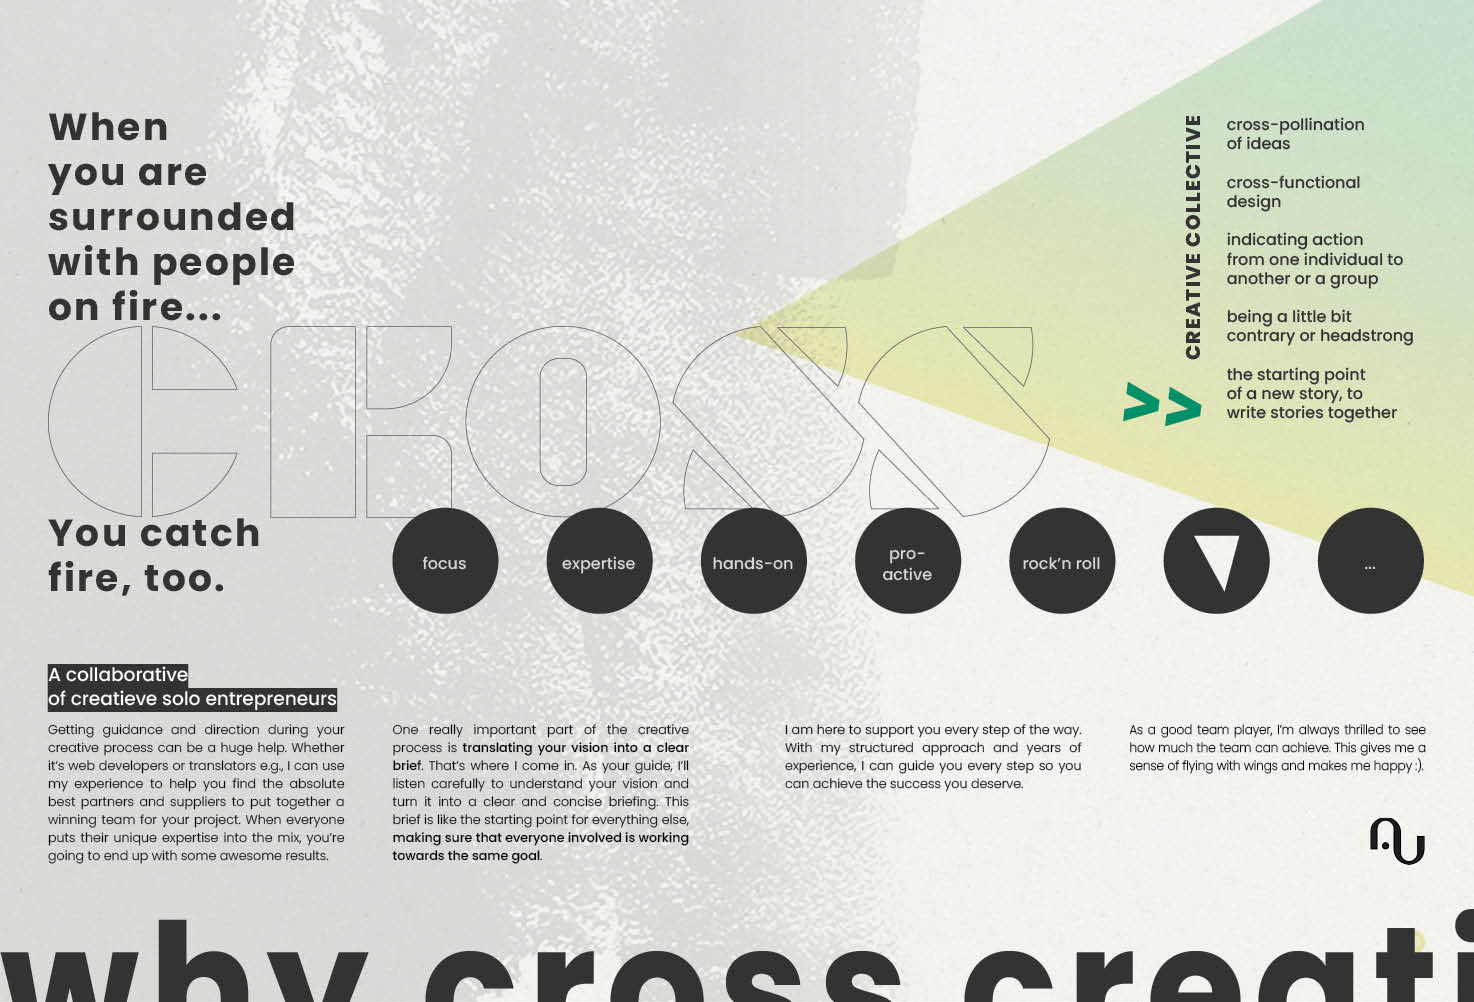 When
you are
surrounded
with people
on fire...
CROSS
You catch
fire, too.
CREATIVE COLLECTIVE
>>
cross-pollination
of ideas
cross-functional
design
indicating action
from one individual to
another or a group
being a little bit
contrary or headstrong
the starting point
of a new story, to
write stories together
focus
expertise
hands-on
pro-
active
rock'n roll
...
A collaborative
of creatieve solo entrepreneurs
Getting guidance and direction during your
creative process can be a huge help. Whether
it's web developers or translators e.g., I can use
my experience to help you find the absolute
best partners and suppliers to put together a
winning team for your project. When everyone
puts their unique expertise into the mix, you're
going to end up with some awesome results.
One really important part of the creative
process is translating your vision into a clear
brief. That's where I come in. As your guide, I'll
listen carefully to understand your vision and
turn it into a clear and concise briefing. This
brief is like the starting point for everything else,
making sure that everyone involved is working
towards the same goal.
I am here to support you every step of the way.
With my structured approach and years of
experience, I can guide you every step so you
can achieve the success you deserve.
As a good team player, I'm always thrilled to see
how much the team can achieve. This gives me a
sense of flying with wings and makes me happy :).
why cross creati